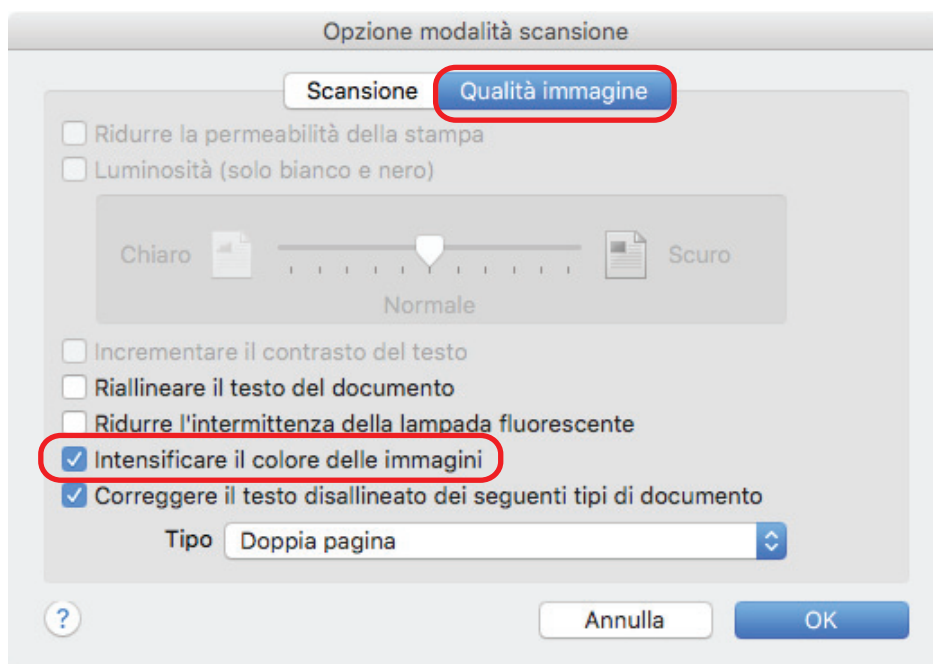 Opzione modalità scansione
Scansione Qualità immagine
Ridurre la permeabilità della stampa
Luminosità (solo bianco e nero)
Chiaro Scuro
Normale
Incrementare il contrasto del testo
Riallineare il testo del documento
Ridurre l'intermittenza della lampada fluorescente
Intensificare il colore delle immagini
Correggere il testo disallineato dei seguenti tipi di documento
Tipo Doppia pagina
? Annulla OK